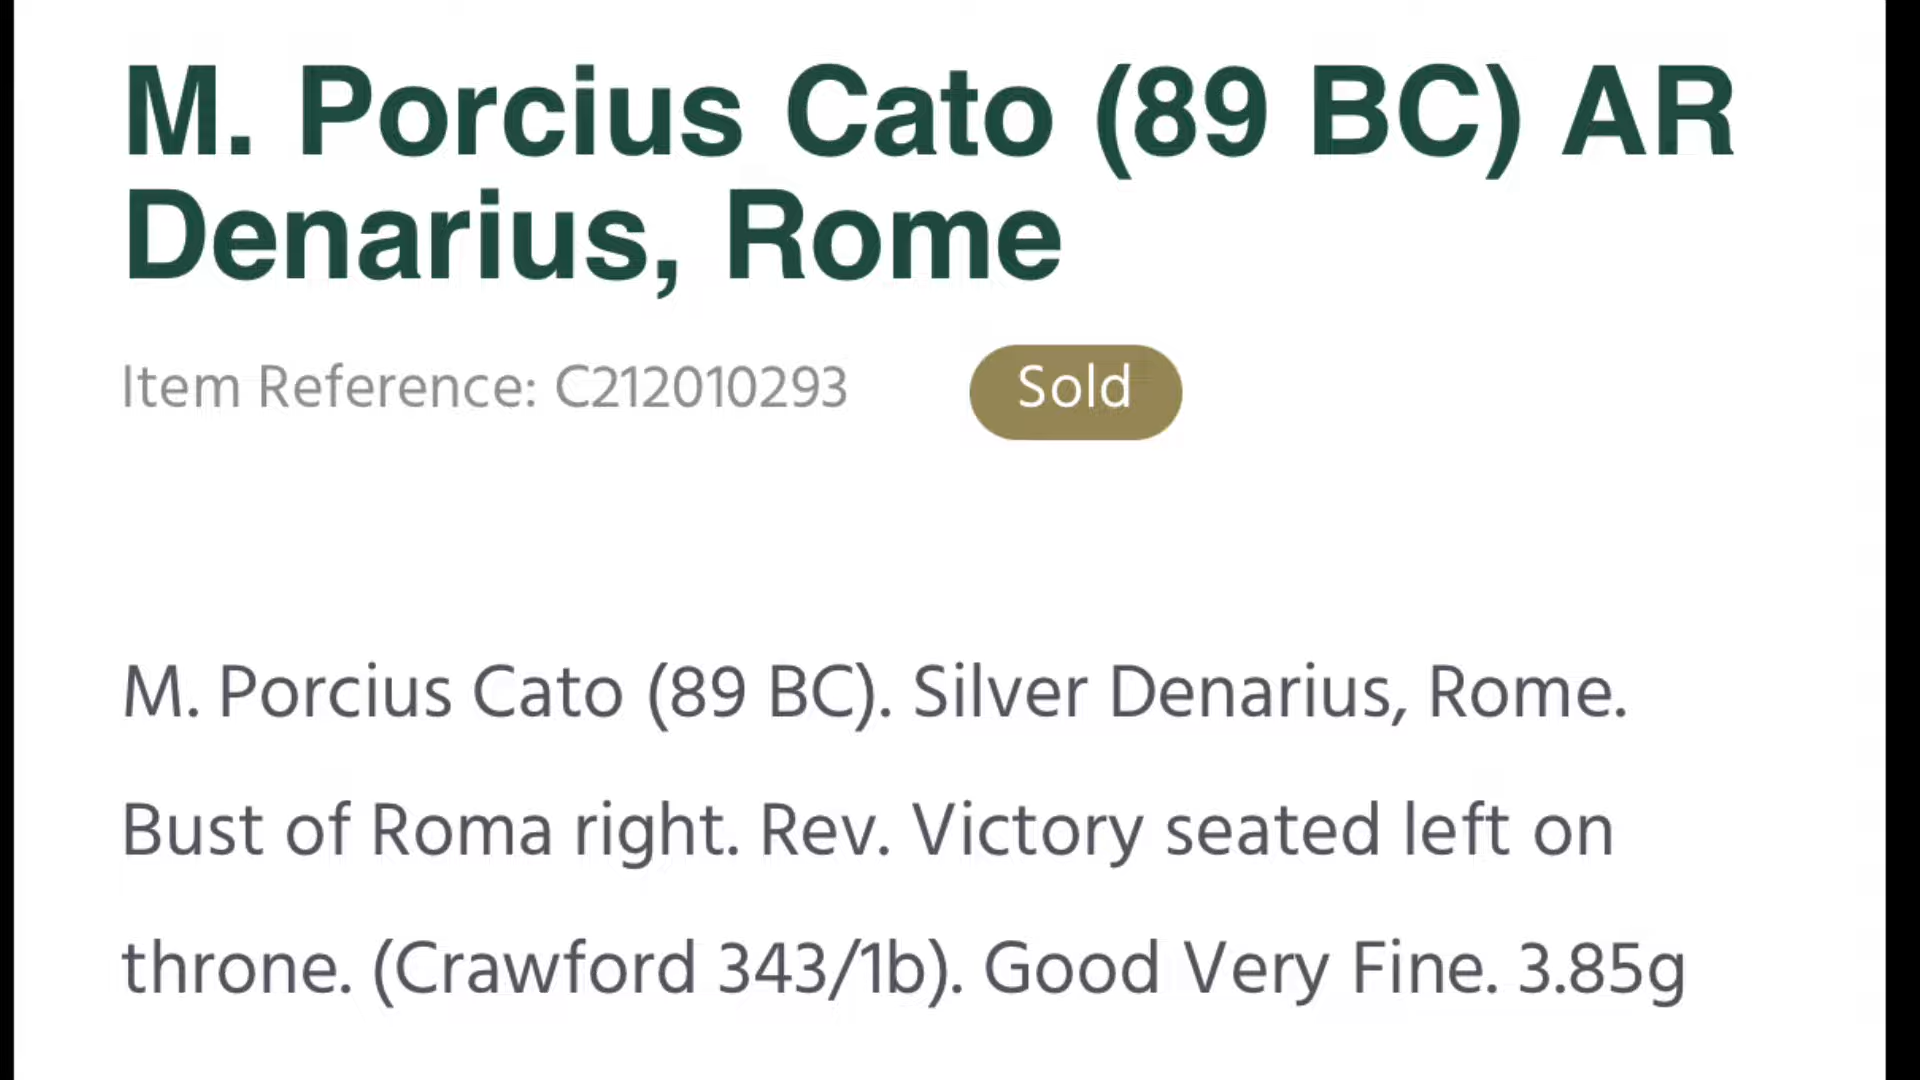 M. Porcius Cato (89 BC) AR
Denarius, Rome
Item Reference: C212010293
Sold
M. Porcius Cato (89 BC). Silver Denarius, Rome.
Bust of Roma right. Rev. Victory seated left on
throne. (Crawford 343/1b). Good Very Fine. 3.85g